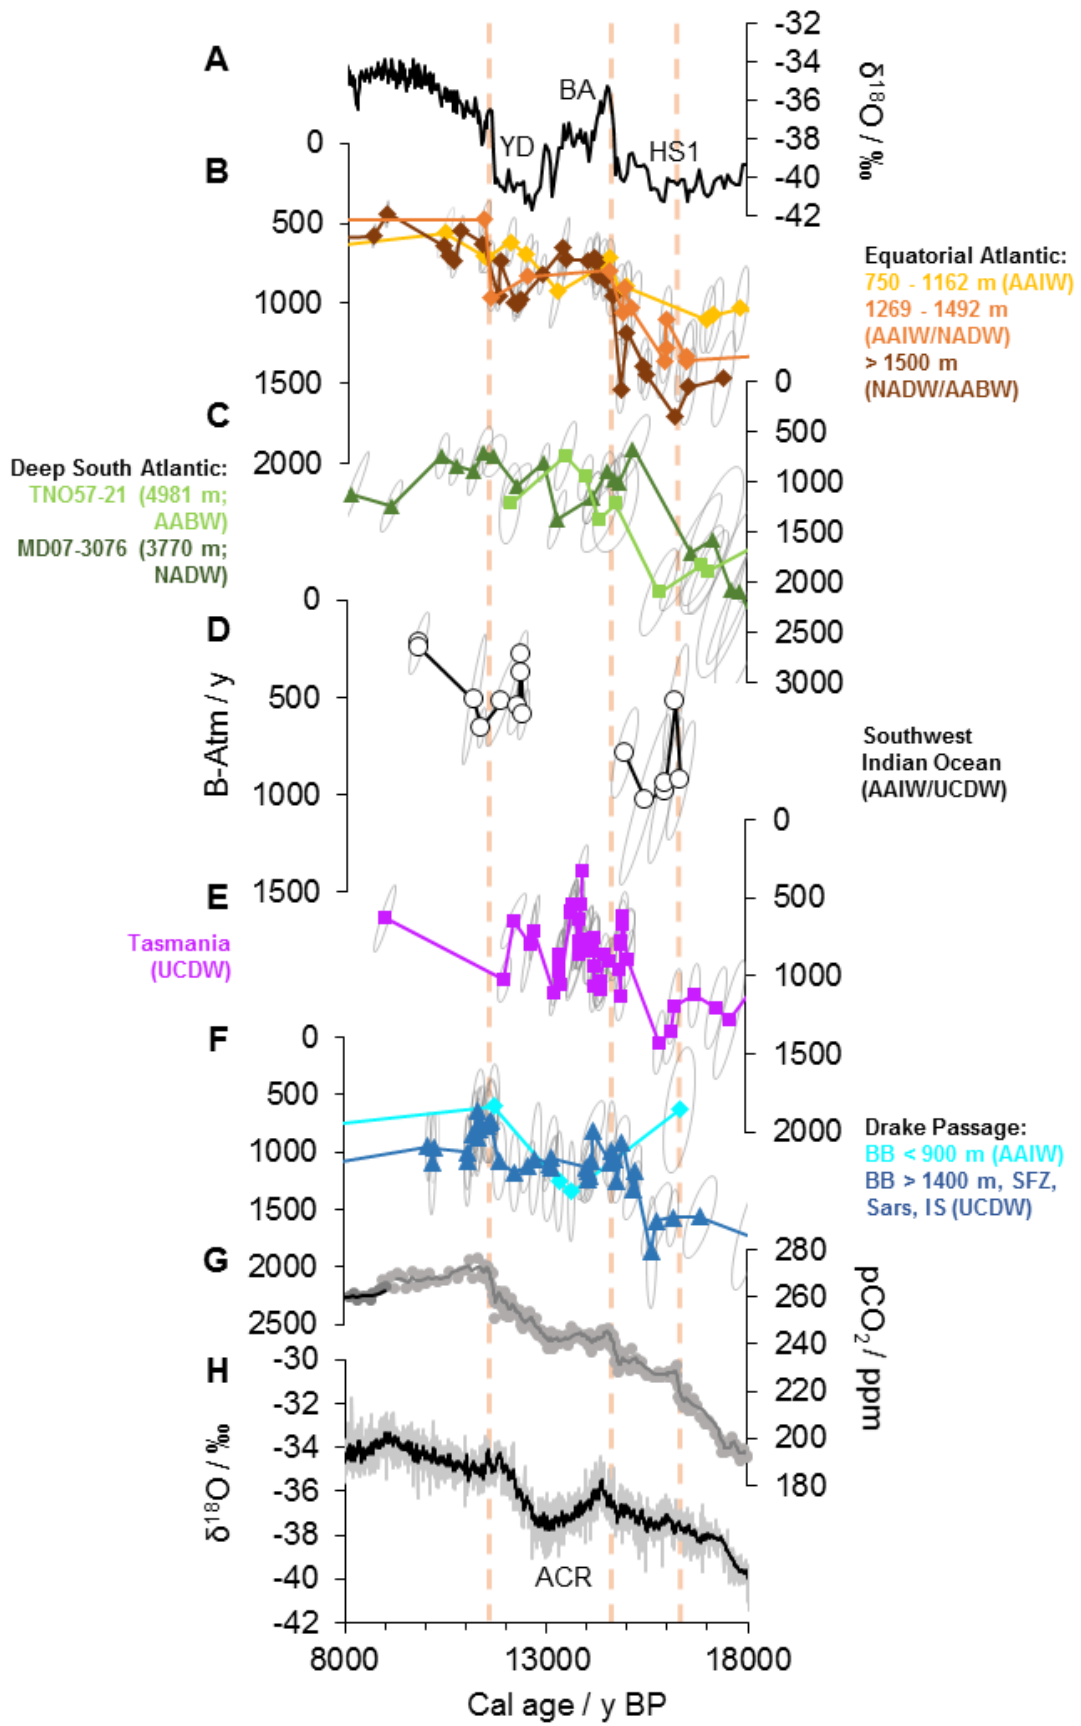 A
-32
-34
-36
-38
-40
-42
δ18O / ‰
BA
YD
HS1
B
0
500
1000
1500
2000
Equatorial Atlantic:
750 - 1162 m (AAIW)
1269 - 1492 m
(AAIW/NADW)
> 1500 m
(NADW/AABW)
C
0
500
1000
1500
2000
2500
3000
Deep South Atlantic:
TNO57-21 (4981 m;
AABW)
MD07-3076 (3770 m;
NADW)
D
0
500
1000
1500
B-Atm / y
Southwest
Indian Ocean
(AAIW/UCDW)
E
0
500
1000
1500
2000
Tasmania
(UCDW)
F
0
500
1000
1500
2000
2500
Drake Passage:
BB < 900 m (AAIW)
BB > 1400 m, SFZ,
Sars, IS (UCDW)
G
280
260
240
220
200
180
pCO2 / ppm
H
-30
-32
-34
-36
-38
-40
-42
δ18O / ‰
ACR
8000
13000
18000
Cal age / y BP